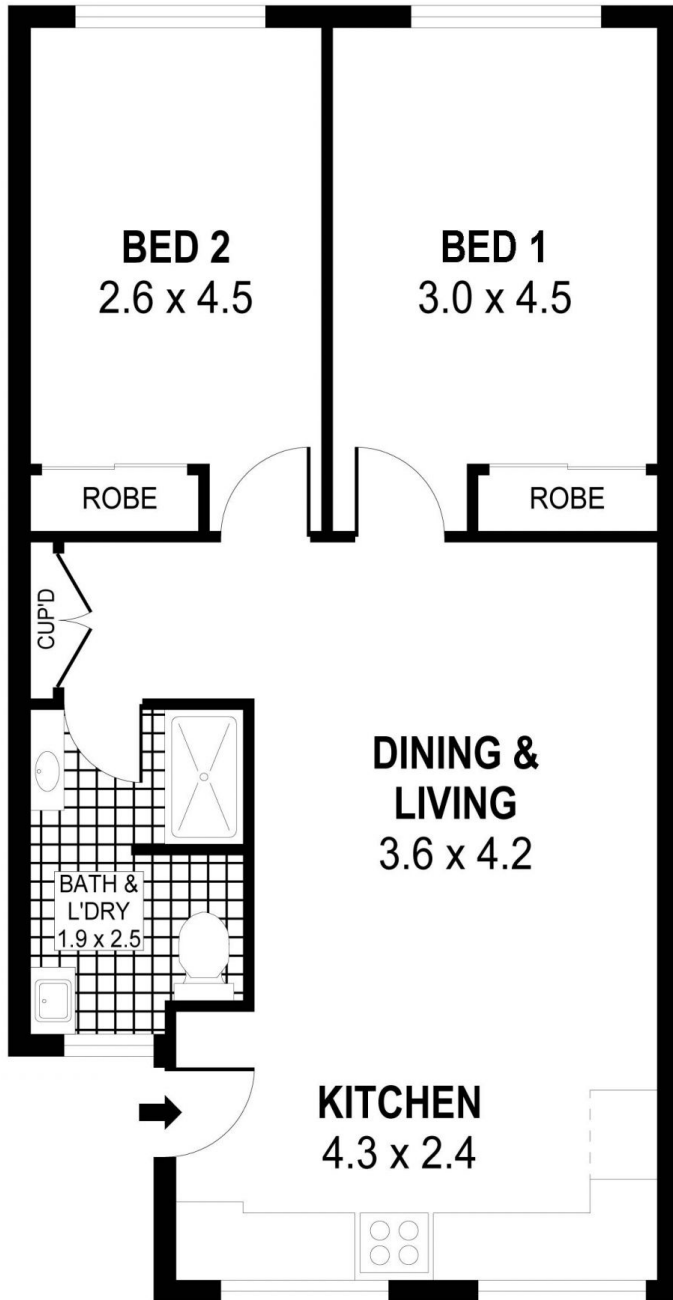 BED 2
2.6 x 4.5
BED 1
3.0 x 4.5
ROBE
ROBE
CUP'D
DINING &
LIVING
3.6 x 4.2
BATH &
L'DRY
1.9 x 2.5
KITCHEN
4.3 x 2.4